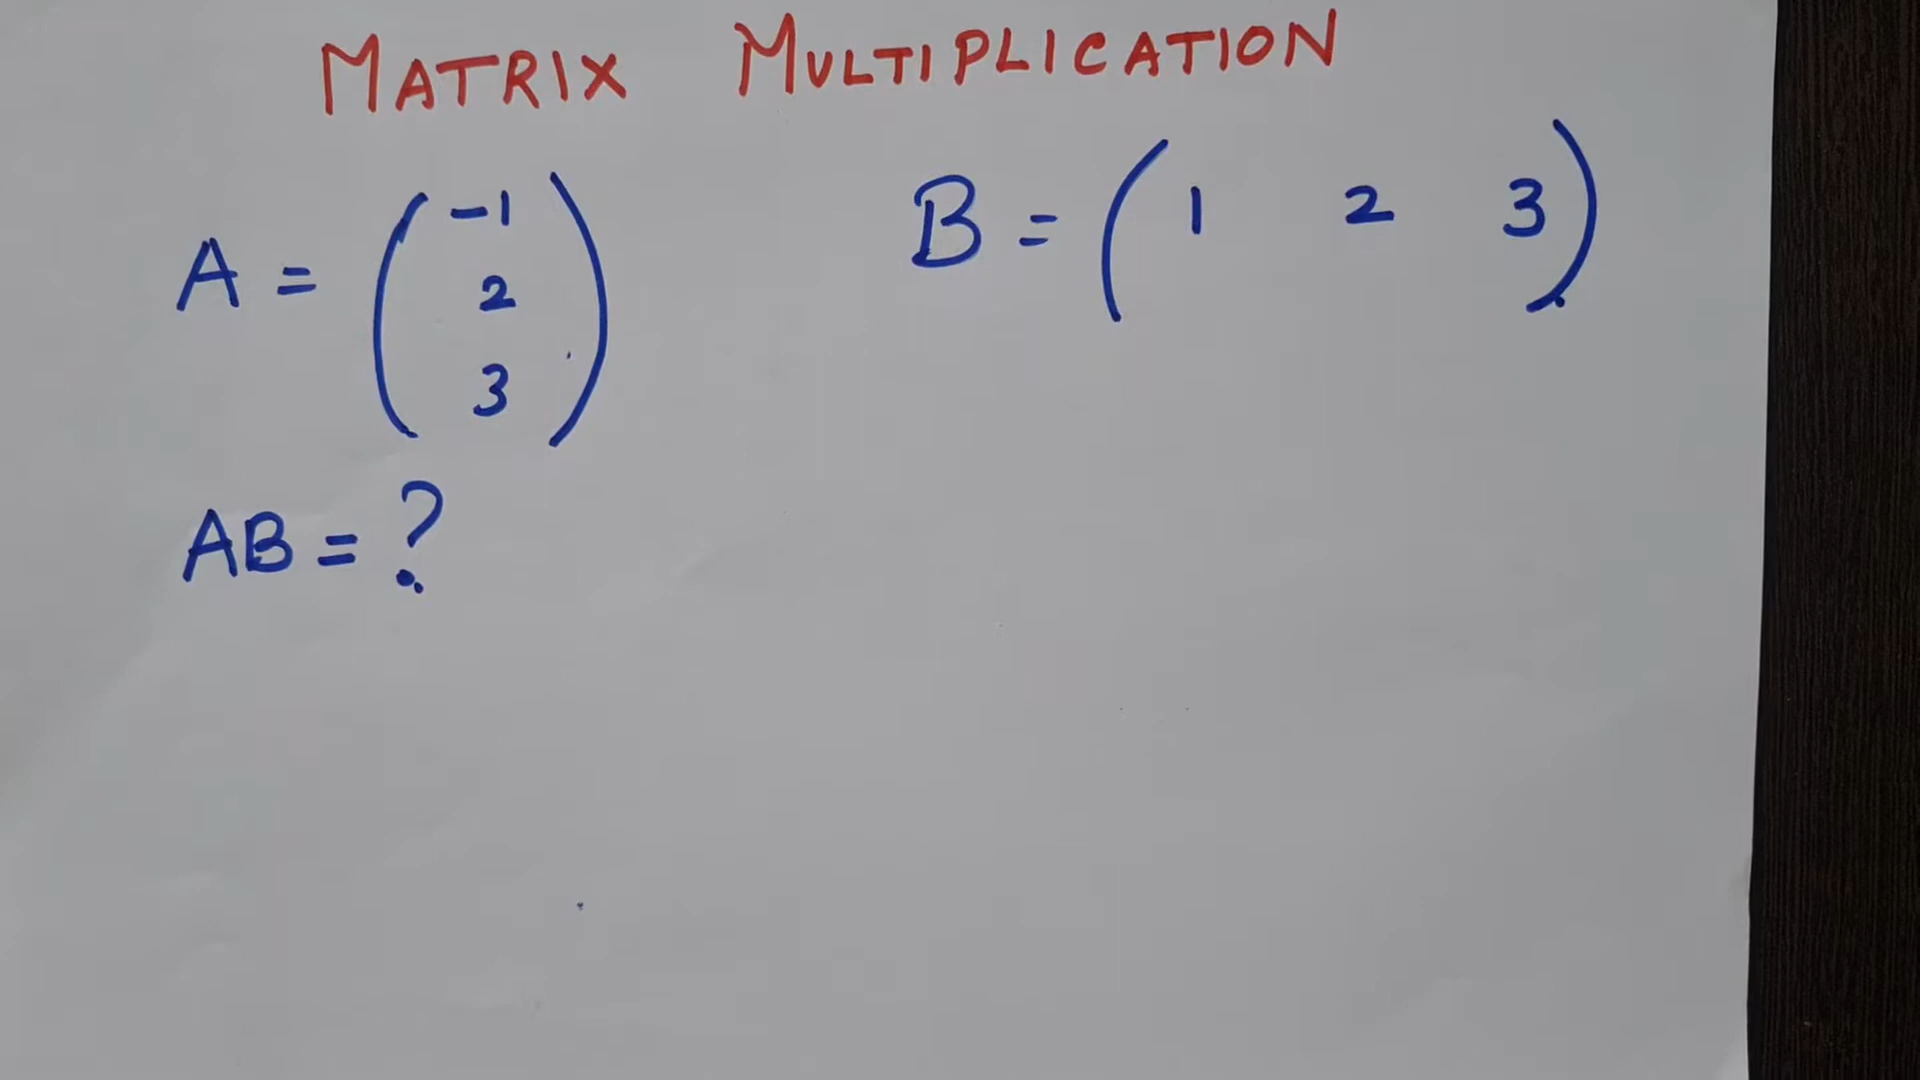 MATRIX MULTIPLICATION
A = ( -1
2
3 )
B = ( 1 2 3 )
AB = ?